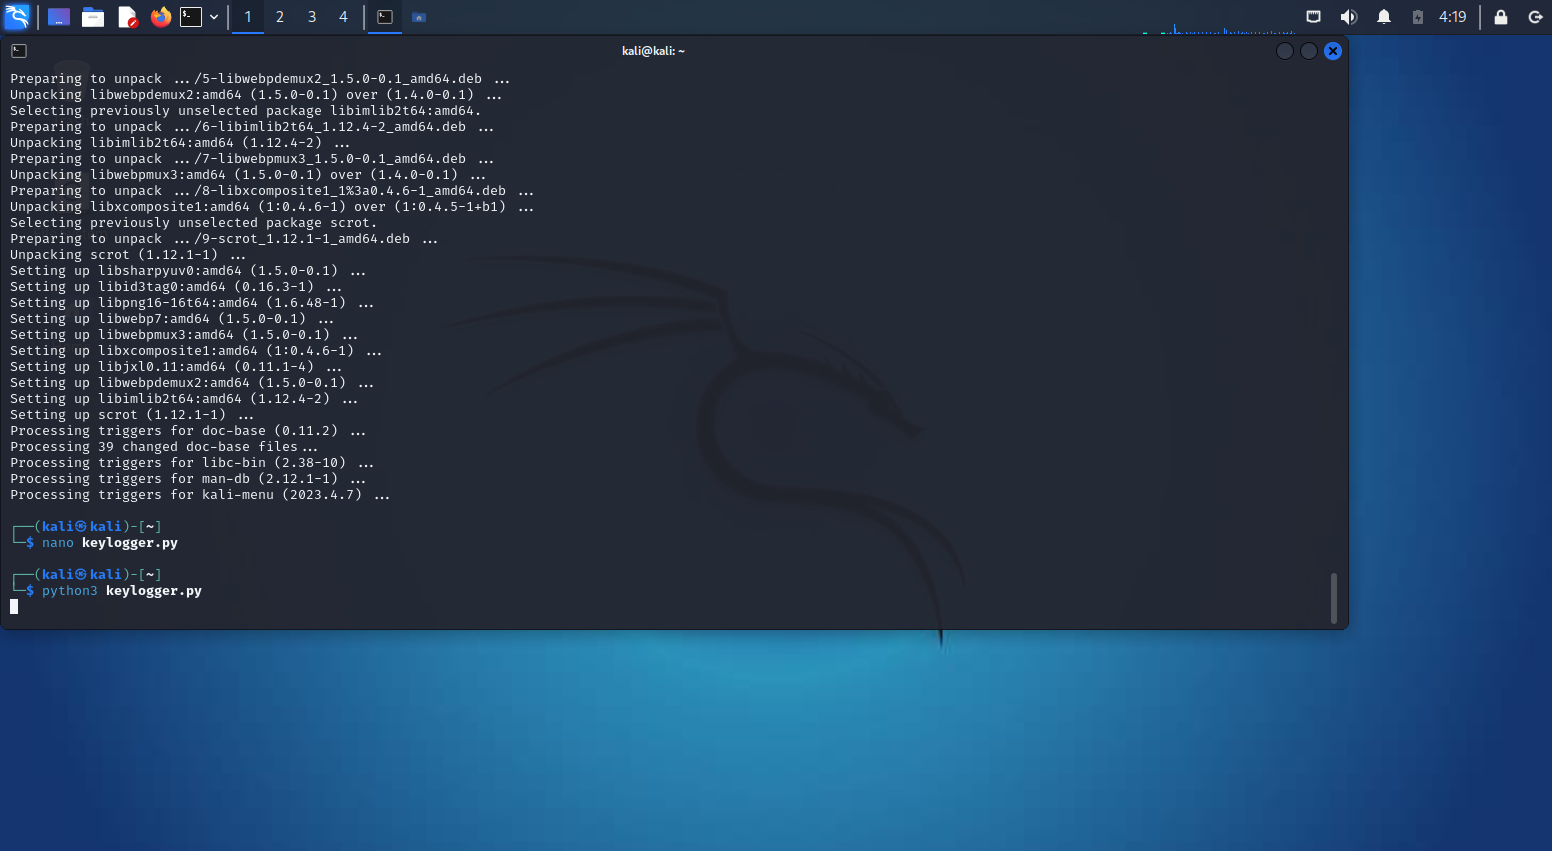 1 2 3 4 4:19
kali@kali: ~
Preparing to unpack .../5-libwebpdemux2_1.5.0-0.1_amd64.deb ...
Unpacking libwebpdemux2:amd64 (1.5.0-0.1) over (1.4.0-0.1) ...
Selecting previously unselected package libimlib2t64:amd64.
Preparing to unpack .../6-libimlib2t64_1.12.4-2_amd64.deb ...
Unpacking libimlib2t64:amd64 (1.12.4-2) ...
Preparing to unpack .../7-libwebpmux3_1.5.0-0.1_amd64.deb ...
Unpacking libwebpmux3:amd64 (1.5.0-0.1) over (1.4.0-0.1) ...
Preparing to unpack .../8-libxcomposite1_1%3a0.4.6-1_amd64.deb ...
Unpacking libxcomposite1:amd64 (1:0.4.6-1) over (1:0.4.5-1+b1) ...
Selecting previously unselected package scrot.
Preparing to unpack .../9-scrot_1.12.1-1_amd64.deb ...
Unpacking scrot (1.12.1-1) ...
Setting up libsharpyuv0:amd64 (1.5.0-0.1) ...
Setting up libid3tag0:amd64 (0.16.3-1) ...
Setting up libpng16-16t64:amd64 (1.6.48-1) ...
Setting up libwebp7:amd64 (1.5.0-0.1) ...
Setting up libwebpmux3:amd64 (1.5.0-0.1) ...
Setting up libxcomposite1:amd64 (1:0.4.6-1) ...
Setting up libjxl0.11:amd64 (0.11.1-4) ...
Setting up libwebpdemux2:amd64 (1.5.0-0.1) ...
Setting up libimlib2t64:amd64 (1.12.4-2) ...
Setting up scrot (1.12.1-1) ...
Processing triggers for doc-base (0.11.2) ...
Processing 39 changed doc-base files...
Processing triggers for libc-bin (2.38-10) ...
Processing triggers for man-db (2.12.1-1) ...
Processing triggers for kali-menu (2023.4.7) ...
┌──(kali㉿kali)-[~]
└─$ nano keylogger.py
┌──(kali㉿kali)-[~]
└─$ python3 keylogger.py